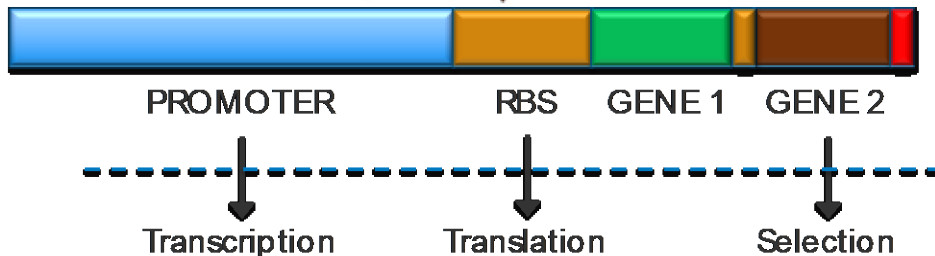 PROMOTER RBS GENE 1 GENE 2
Transcription Translation Selection